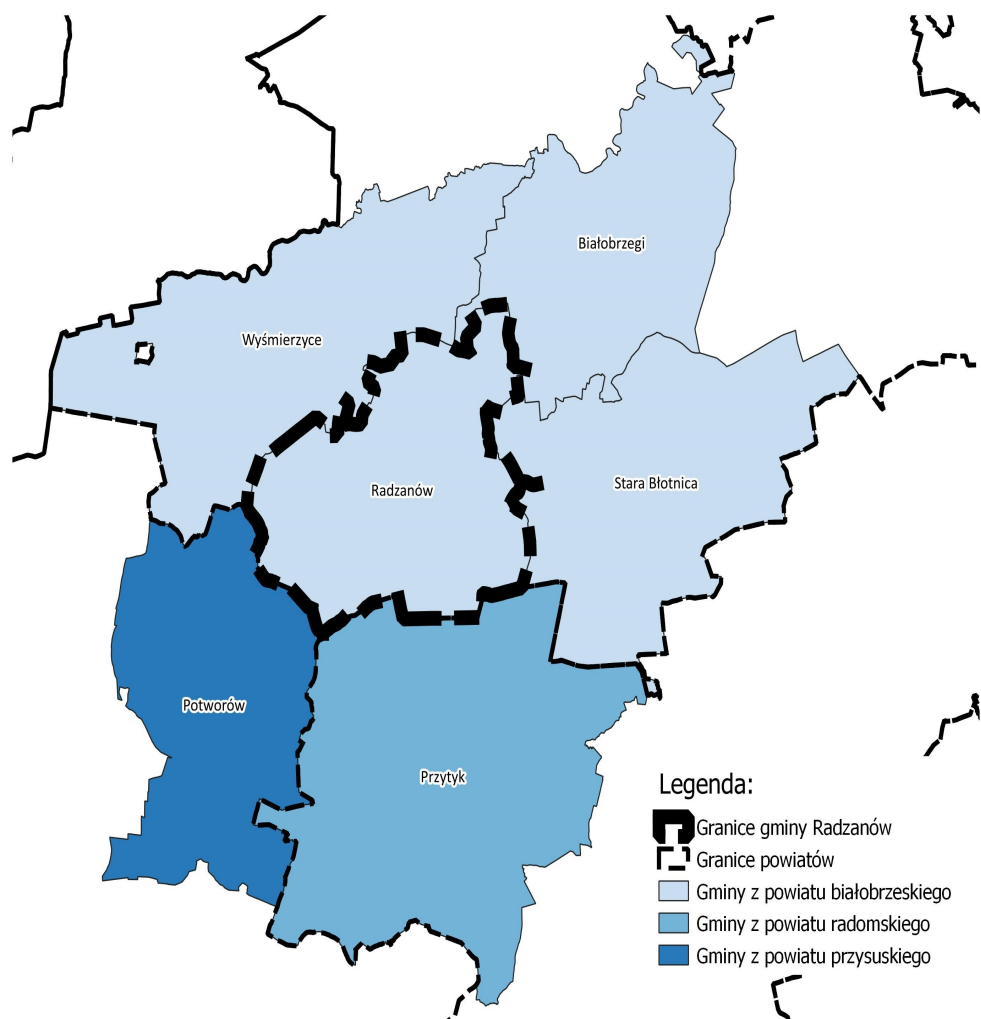 Białobrzegi
Wyśmierzyce
Radzanów
Stara Błotnica
Potworów
Przytyk
Legenda:
Granice gminy Radzanów
Granice powiatów
Gminy z powiatu białobrzeskiego
Gminy z powiatu radomskiego
Gminy z powiatu przysuskiego